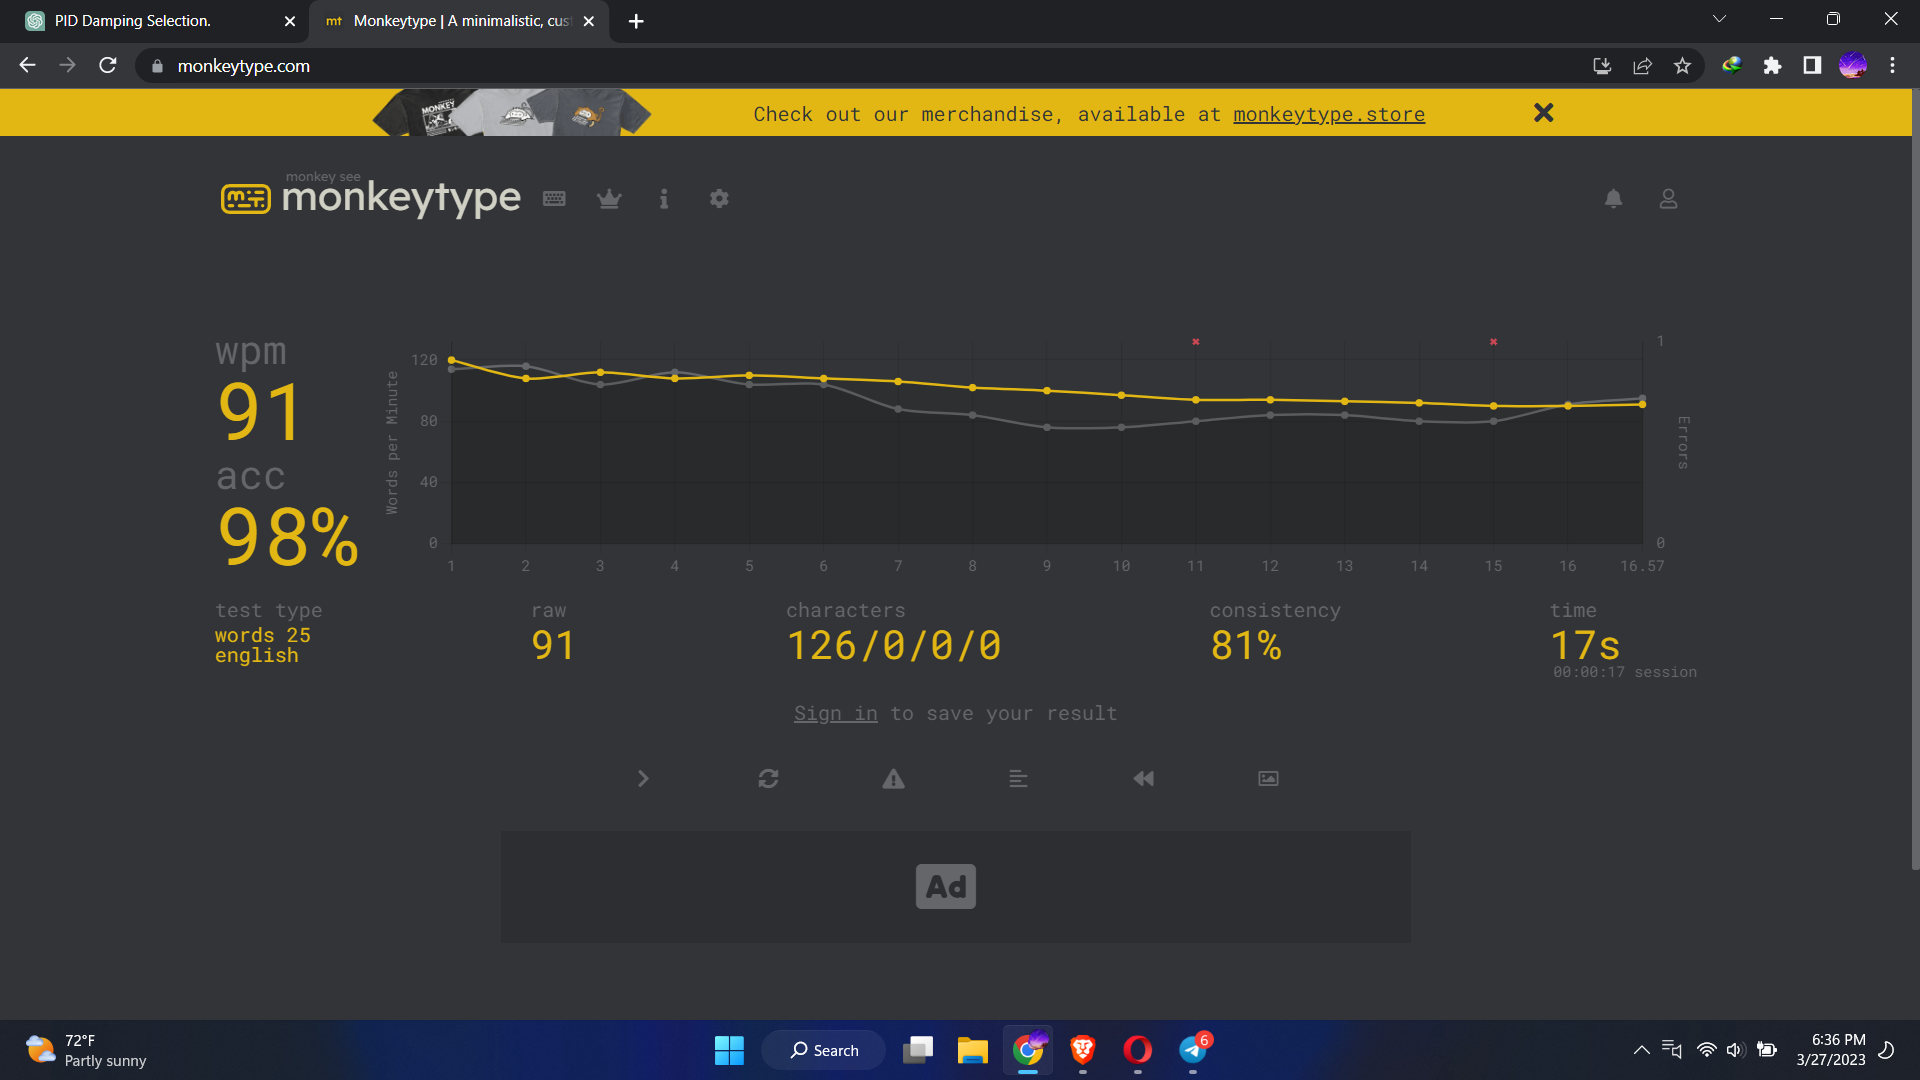 PID Damping Selection.
mt Monkeytype | A minimalistic, cus
monkeytype.com
MONKEY
Check out our merchandise, available at monkeytype.store
monkey see
monkeytype
wpm
91
acc
98%
Words per Minute
120
80
40
0
1 2 3 4 5 6 7 8 9 10 11 12 13 14 15 16 16.57
1
0
Errors
test type
words 25
english
raw
91
characters
126/0/0/0
consistency
81%
time
17s
00:00:17 session
Sign in to save your result
Ad
72°F
Partly sunny
Search
6
6:36 PM
3/27/2023